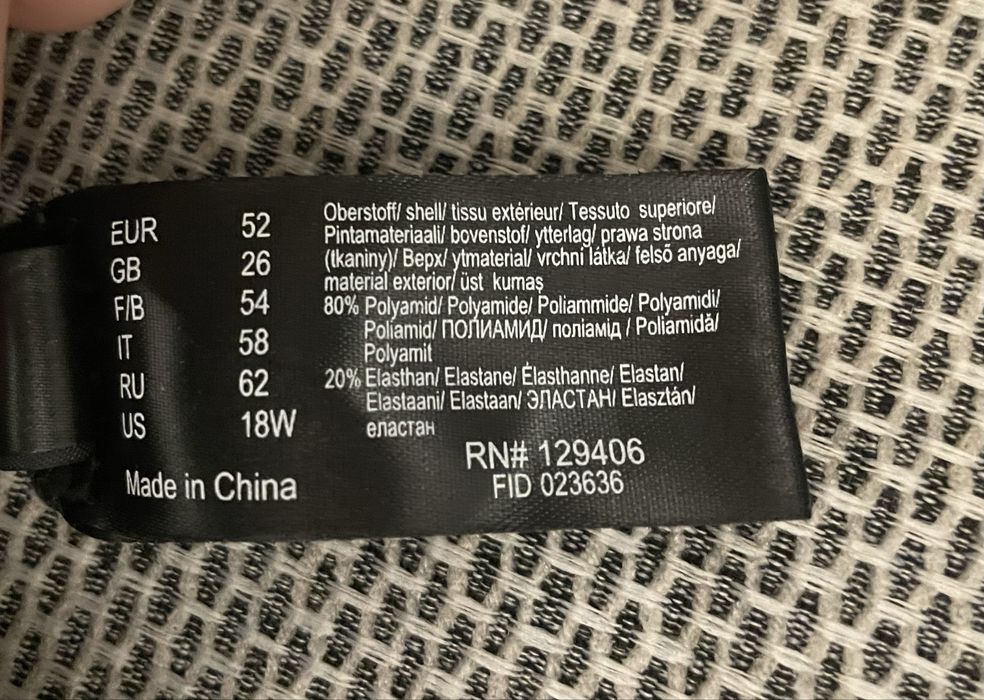 EUR 52
GB 26
F/B 54
IT 58
RU 62
US 18W
Made in China
Oberstoff/ shell/ tissu extérieur/ Tessuto superiore/
Pintamateriaali/ bovenstof/ ytterlag/ prawa strona
(tkaniny)/ Верх/ ytmaterial/ vrchni látka/ felső anyaga/
material exterior/ üst kumaş
80% Polyamid/ Polyamide/ Poliammide/ Polyamidi/
Poliamid/ ПОЛИАМИД/ поліамід / Poliamidă/
Polyamit
20% Elasthan/ Elastane/ Élasthanne/ Elastan/
Elastaani/ Elastaan/ ЭЛАСТАН/ Elasztán/
еластан
RN# 129406
FID 023636